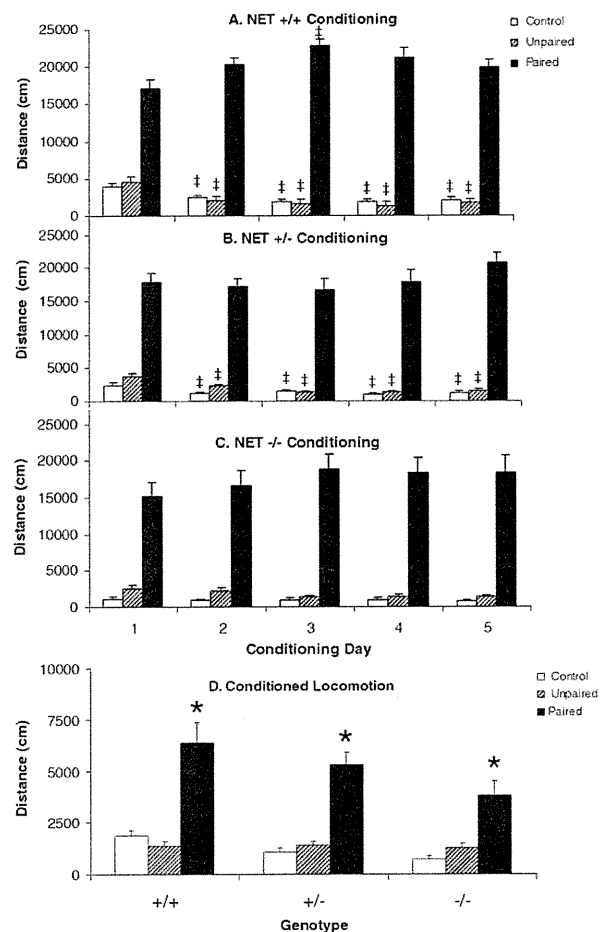 A. NET +/+ Conditioning
Control
Unpaired
Paired
Distance (cm)
25000
20000
15000
10000
5000
0
‡
‡ ‡ ‡ ‡ ‡ ‡ ‡ ‡
B. NET +/- Conditioning
Distance (cm)
25000
20000
15000
10000
5000
0
‡ ‡ ‡ ‡ ‡ ‡ ‡ ‡
C. NET -/- Conditioning
Distance (cm)
25000
20000
15000
10000
5000
0
1 2 3 4 5
Conditioning Day
D. Conditioned Locomotion
Control
Unpaired
Paired
Distance (cm)
10000
7500
5000
2500
0
* * *
+/+ +/- -/-
Genotype